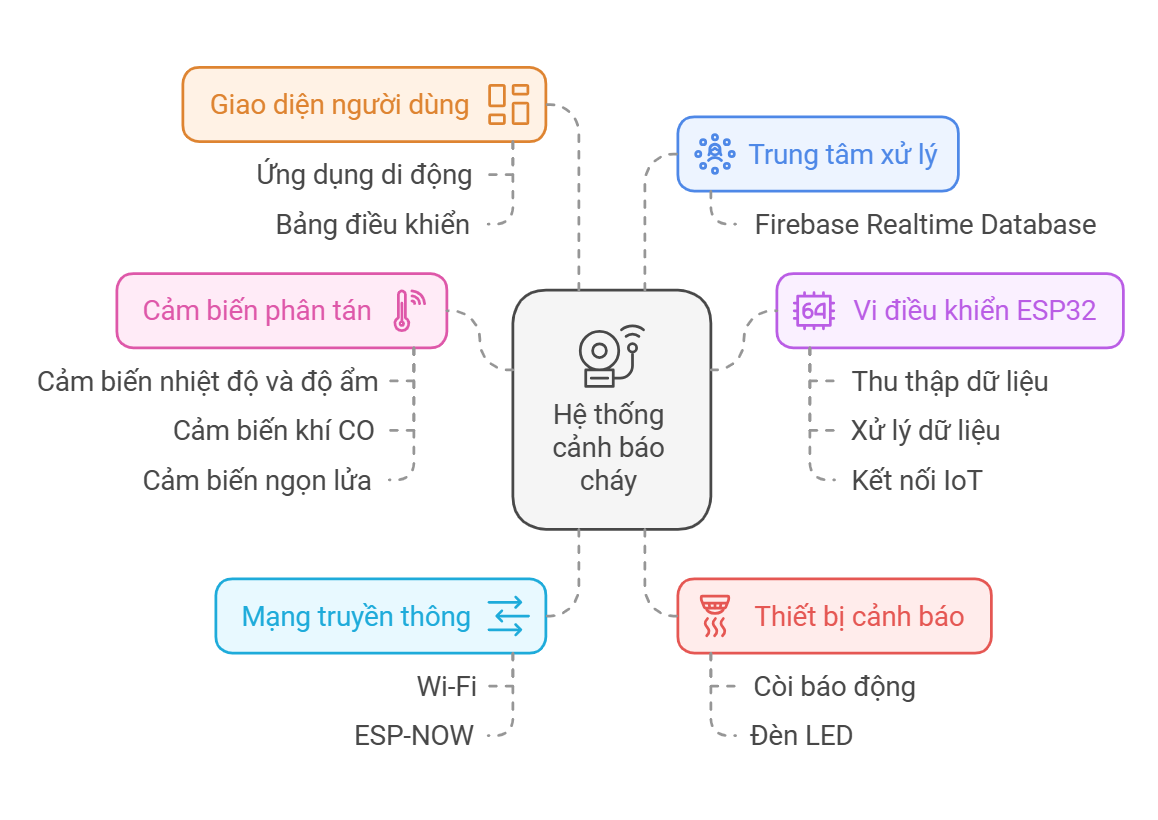 Giao diện người dùng
Ứng dụng di động
Bảng điều khiển
Trung tâm xử lý
Firebase Realtime Database
Cảm biến phân tán
Cảm biến nhiệt độ và độ ẩm
Cảm biến khí CO
Cảm biến ngọn lửa
64
Vi điều khiển ESP32
Thu thập dữ liệu
Xử lý dữ liệu
Kết nối IoT
Hệ thống
cảnh báo
cháy
Mạng truyền thông
Wi-Fi
ESP-NOW
Thiết bị cảnh báo
Còi báo động
Đèn LED